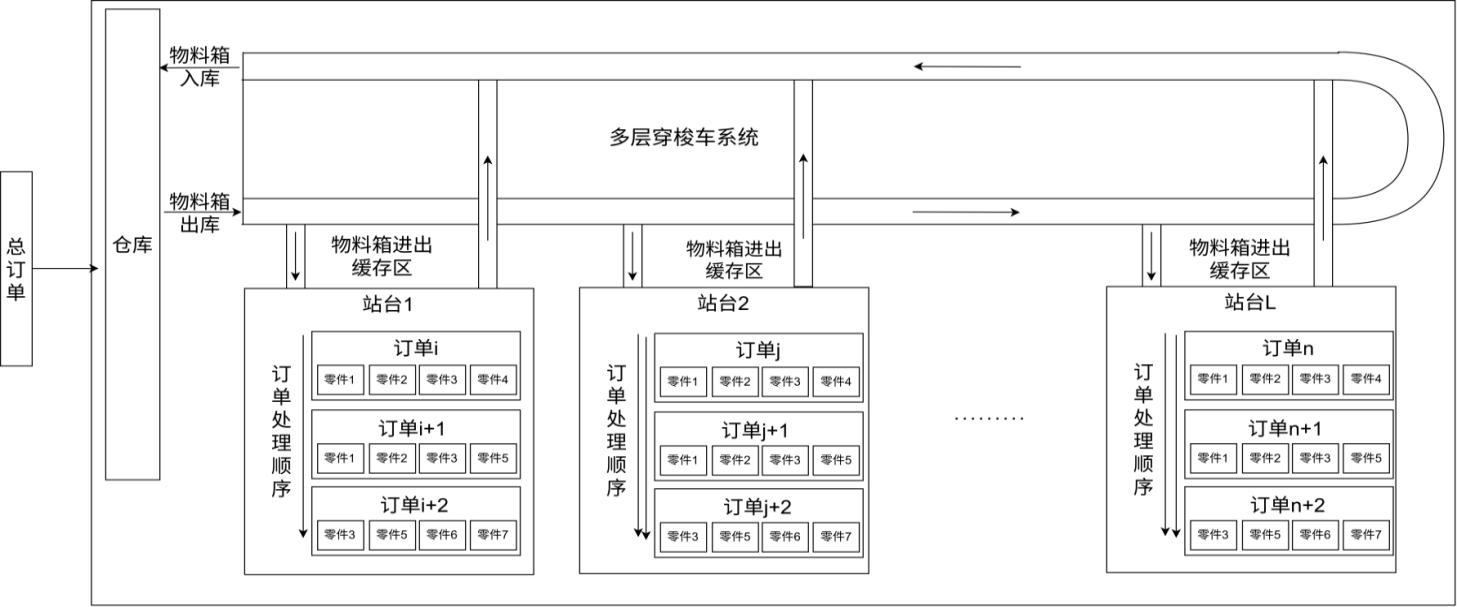 总订单
仓库
物料箱
入库
物料箱
出库
多层穿梭车系统
物料箱进出
缓存区
站台1
订单处理顺序
订单i
零件1 零件2 零件3 零件4
订单i+1
零件1 零件2 零件3 零件5
订单i+2
零件3 零件5 零件6 零件7
物料箱进出
缓存区
站台2
订单处理顺序
订单j
零件1 零件2 零件3 零件4
订单j+1
零件1 零件2 零件3 零件5
订单j+2
零件3 零件5 零件6 零件7
·········
物料箱进出
缓存区
站台L
订单处理顺序
订单n
零件1 零件2 零件3 零件4
订单n+1
零件1 零件2 零件3 零件5
订单n+2
零件3 零件5 零件6 零件7